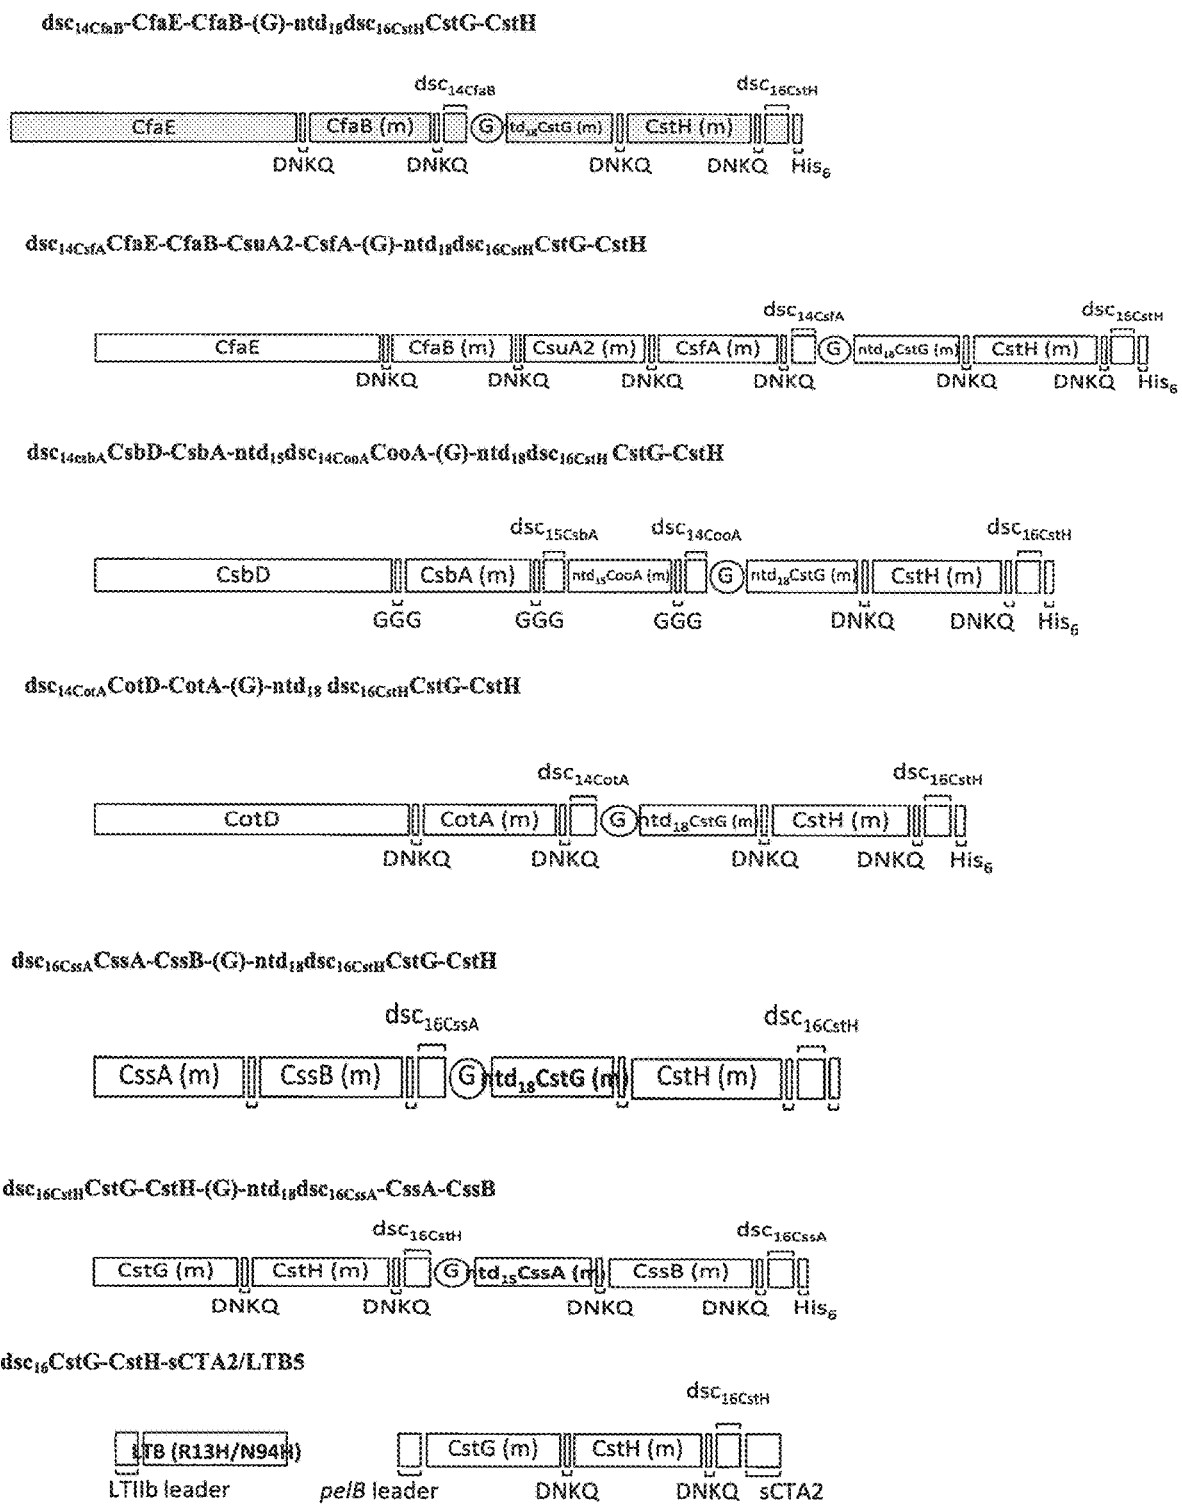 dsc14CfaB-CfaE-CfaB-(G)-ntd18dsc16CstHCstG-CstH
dsc14CfaB dsc16CstH
CfaE CfaB (m) G td18CstG (m) CstH (m)
DNKQ DNKQ DNKQ DNKQ His6
dsc14CsfACfaE-CfaB-CsuA2-CsfA-(G)-ntd18dsc16CstHCstG-CstH
dsc14CsfA dsc16CstH
CfaE CfaB (m) CsuA2 (m) CsfA (m) G ntd18CstG (m) CstH (m)
DNKQ DNKQ DNKQ DNKQ DNKQ DNKQ His6
dsc14csbACsbD-CsbA-ntd15dsc14CooACooA-(G)-ntd18dsc16CstH CstG-CstH
dsc15CsbA dsc14CooA dsc16CstH
CsbD CsbA (m) ntd15CooA (m) G ntd18CstG (m) CstH (m)
GGG GGG GGG DNKQ DNKQ His6
dsc14CotACotD-CotA-(G)-ntd18 dsc16CstHCstG-CstH
dsc14CotA dsc16CstH
CotD CotA (m) G ntd18CstG (m) CstH (m)
DNKQ DNKQ DNKQ DNKQ His6
dsc16CssACssA-CssB-(G)-ntd18dsc16CstHCstG-CstH
dsc16CssA dsc16CstH
CssA (m) CssB (m) G ntd18CstG (m) CstH (m)
dsc16CstHCstG-CstH-(G)-ntd18dsc16CssA-CssA-CssB
dsc16CstH dsc16CssA
CstG (m) CstH (m) G ntd15CssA (m) CssB (m)
DNKQ DNKQ DNKQ DNKQ His6
dsc16CstG-CstH-sCTA2/LTB5
dsc16CstH
LTB (R13H/N94H) CstG (m) CstH (m)
LTIIb leader pelB leader DNKQ DNKQ sCTA2